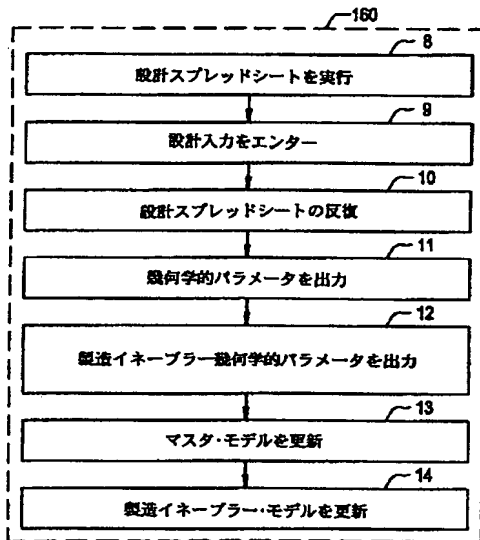 160
8
設計スプレッドシートを実行
9
設計入力をエンター
10
設計スプレッドシートの反復
11
幾何学的パラメータを出力
12
製造イネーブラー幾何学的パラメータを出力
13
マスタ・モデルを更新
14
製造イネーブラー・モデルを更新